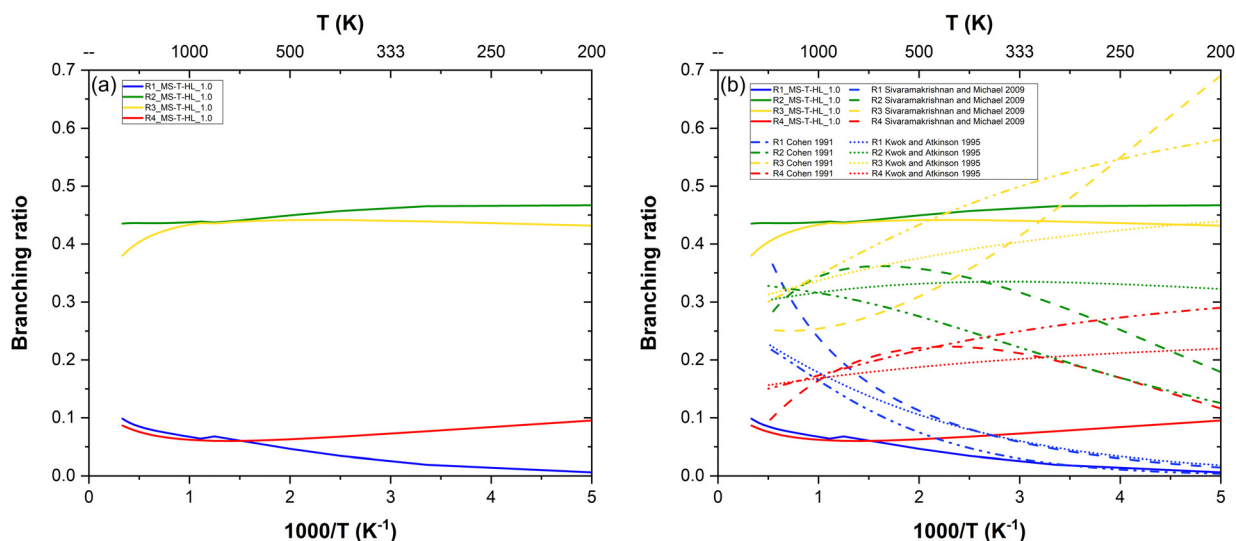 T (K)
-- 1000 500 333 250 200
0.7
0.6
0.5
0.4
0.3
0.2
0.1
0.0
Branching ratio
(a)
R1_MS-T-HL_1.0
R2_MS-T-HL_1.0
R3_MS-T-HL_1.0
R4_MS-T-HL_1.0
0 1 2 3 4 5
1000/T (K⁻¹)
T (K)
-- 1000 500 333 250 200
0.7
0.6
0.5
0.4
0.3
0.2
0.1
0.0
Branching ratio
(b)
R1_MS-T-HL_1.0 R1 Sivaramakrishnan and Michael 2009
R2_MS-T-HL_1.0 R2 Sivaramakrishnan and Michael 2009
R3_MS-T-HL_1.0 R3 Sivaramakrishnan and Michael 2009
R4_MS-T-HL_1.0 R4 Sivaramakrishnan and Michael 2009
R1 Cohen 1991 R1 Kwok and Atkinson 1995
R2 Cohen 1991 R2 Kwok and Atkinson 1995
R3 Cohen 1991 R3 Kwok and Atkinson 1995
R4 Cohen 1991 R4 Kwok and Atkinson 1995
0 1 2 3 4 5
1000/T (K⁻¹)